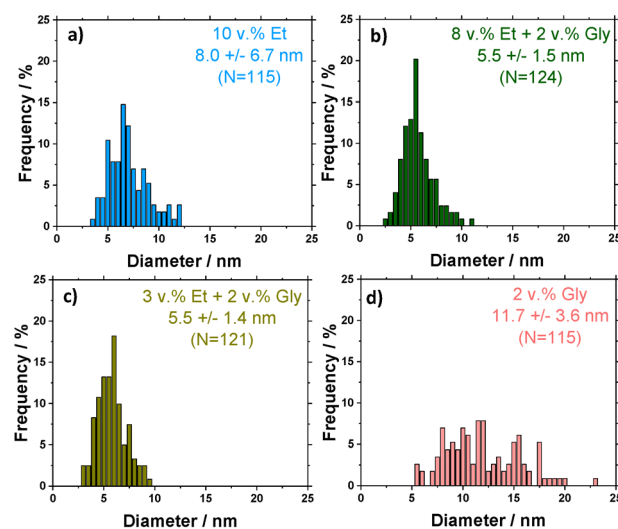 a)
10 v.% Et
8.0 +/- 6.7 nm
(N=115)
Frequency / %
25
20
15
10
5
0
0
5
10
15
20
25
Diameter / nm
b)
8 v.% Et + 2 v.% Gly
5.5 +/- 1.5 nm
(N=124)
Frequency / %
25
20
15
10
5
0
0
5
10
15
20
25
Diameter / nm
c)
3 v.% Et + 2 v.% Gly
5.5 +/- 1.4 nm
(N=121)
Frequency / %
25
20
15
10
5
0
0
5
10
15
20
25
Diameter / nm
d)
2 v.% Gly
11.7 +/- 3.6 nm
(N=115)
Frequency / %
25
20
15
10
5
0
0
5
10
15
20
25
Diameter / nm